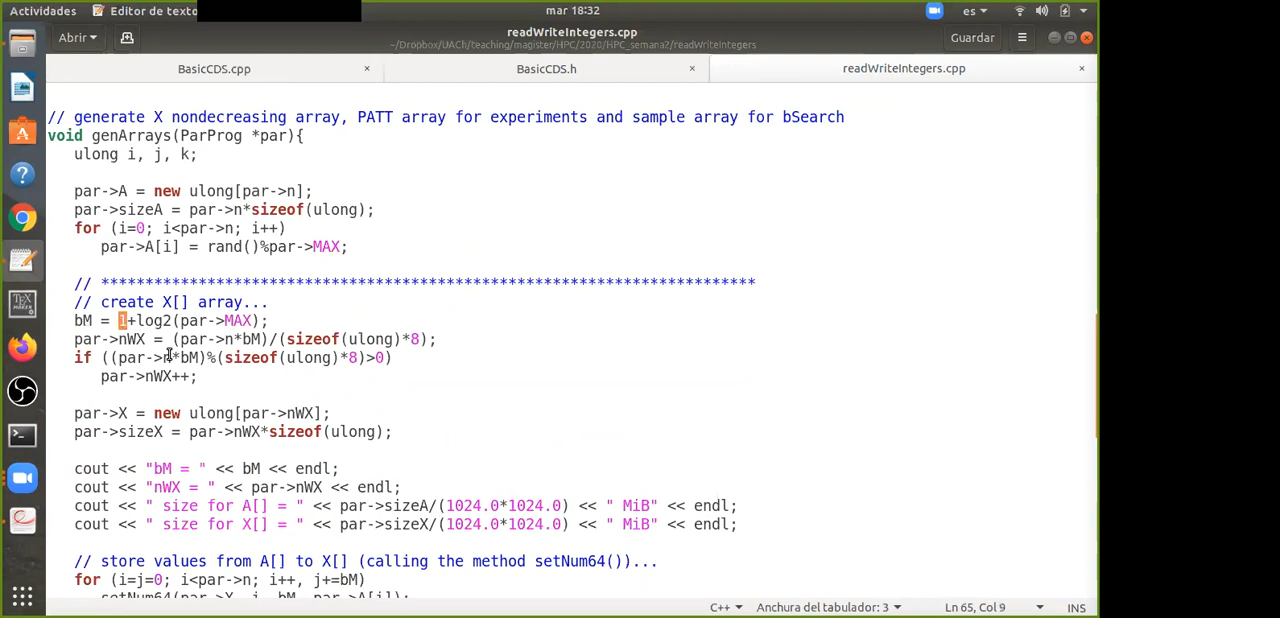 Actividades Editor de texto mar 18:32 es
Abrir readWriteIntegers.cpp Guardar
~/Dropbox/UACh/teaching/magister/HPC/2020/HPC_semana2/readWriteIntegers
BasicCDS.cpp × BasicCDS.h × readWriteIntegers.cpp ×
// generate X nondecreasing array, PATT array for experiments and sample array for bSearch
void genArrays(ParProg *par){
ulong i, j, k;
par->A = new ulong[par->n];
par->sizeA = par->n*sizeof(ulong);
for (i=0; i<par->n; i++)
par->A[i] = rand()%par->MAX;
// **************************************************************************
// create X[] array...
bM = 1+log2(par->MAX);
par->nWX = (par->n*bM)/(sizeof(ulong)*8);
if ((par->n*bM)%(sizeof(ulong)*8)>0)
par->nWX++;
par->X = new ulong[par->nWX];
par->sizeX = par->nWX*sizeof(ulong);
cout << "bM = " << bM << endl;
cout << "nWX = " << par->nWX << endl;
cout << " size for A[] = " << par->sizeA/(1024.0*1024.0) << " MiB" << endl;
cout << " size for X[] = " << par->sizeX/(1024.0*1024.0) << " MiB" << endl;
// store values from A[] to X[] (calling the method setNum64())...
for (i=j=0; i<par->n; i++, j+=bM)
setNum64(par->X, j, bM, par->A[i]);
C++ Anchura del tabulador: 3 Ln 65, Col 9 INS